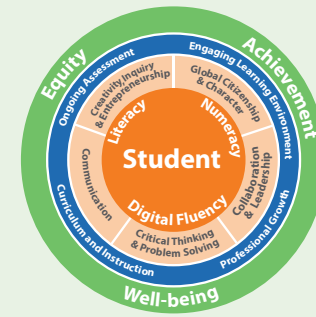 Equity
Achievement
Well-being
Ongoing Assessment
Engaging Learning Environment
Curriculum and Instruction
Professional Growth
Creativity, Inquiry
& Entrepreneurship
Global Citizenship
& Character
Communication
Collaboration
& Leadership
Critical Thinking
& Problem Solving
Literacy
Numeracy
Student
Digital Fluency